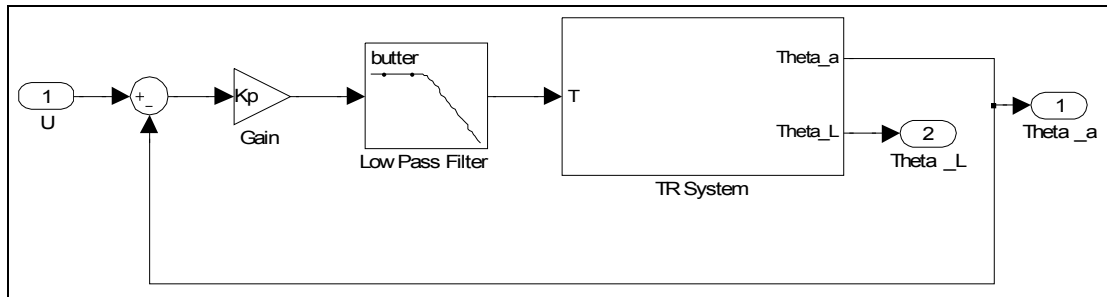 1
U
+
-
Kp
Gain
butter
Low Pass Filter
T
Theta_a
Theta_L
TR System
2
Theta _L
1
Theta _a